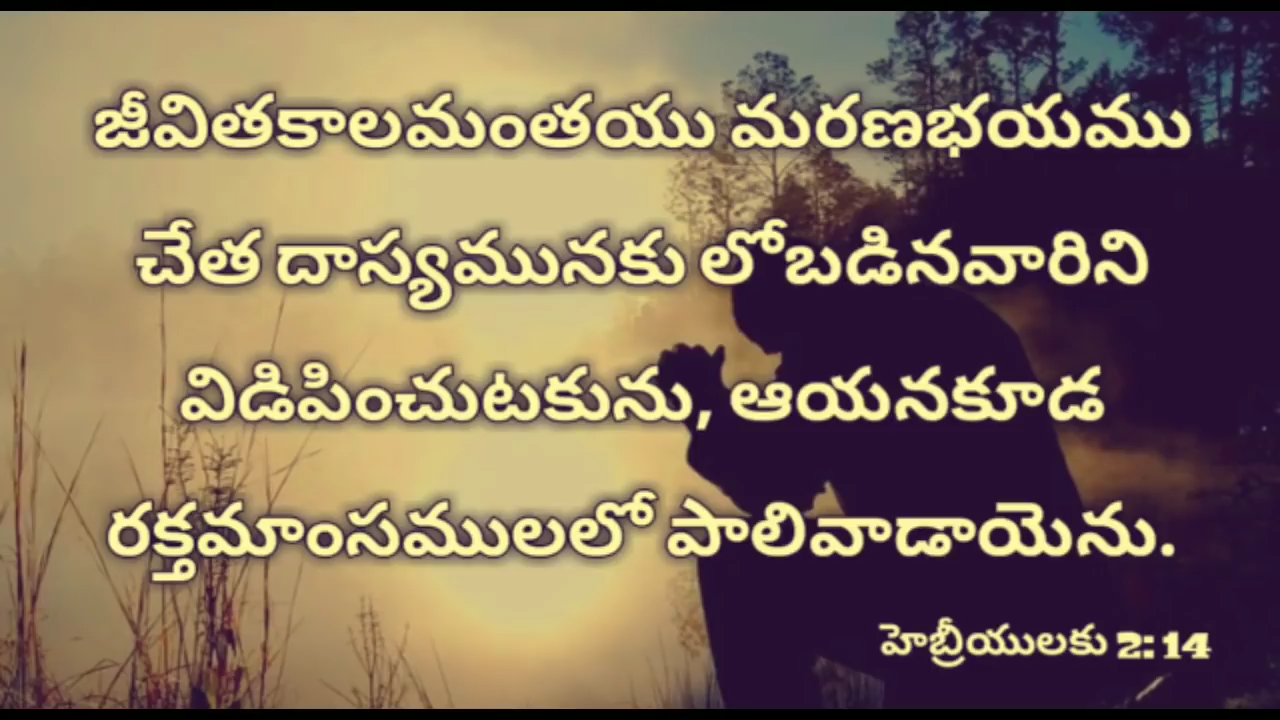 జీవితకాలమంతయు మరణభయము
చేత దాస్యమునకు లోబడినవారిని
విడిపించుటకును, ఆయనకూడ
రక్తమాంసములలో పాలివాడాయెను.
హెబ్రీయులకు 2: 14